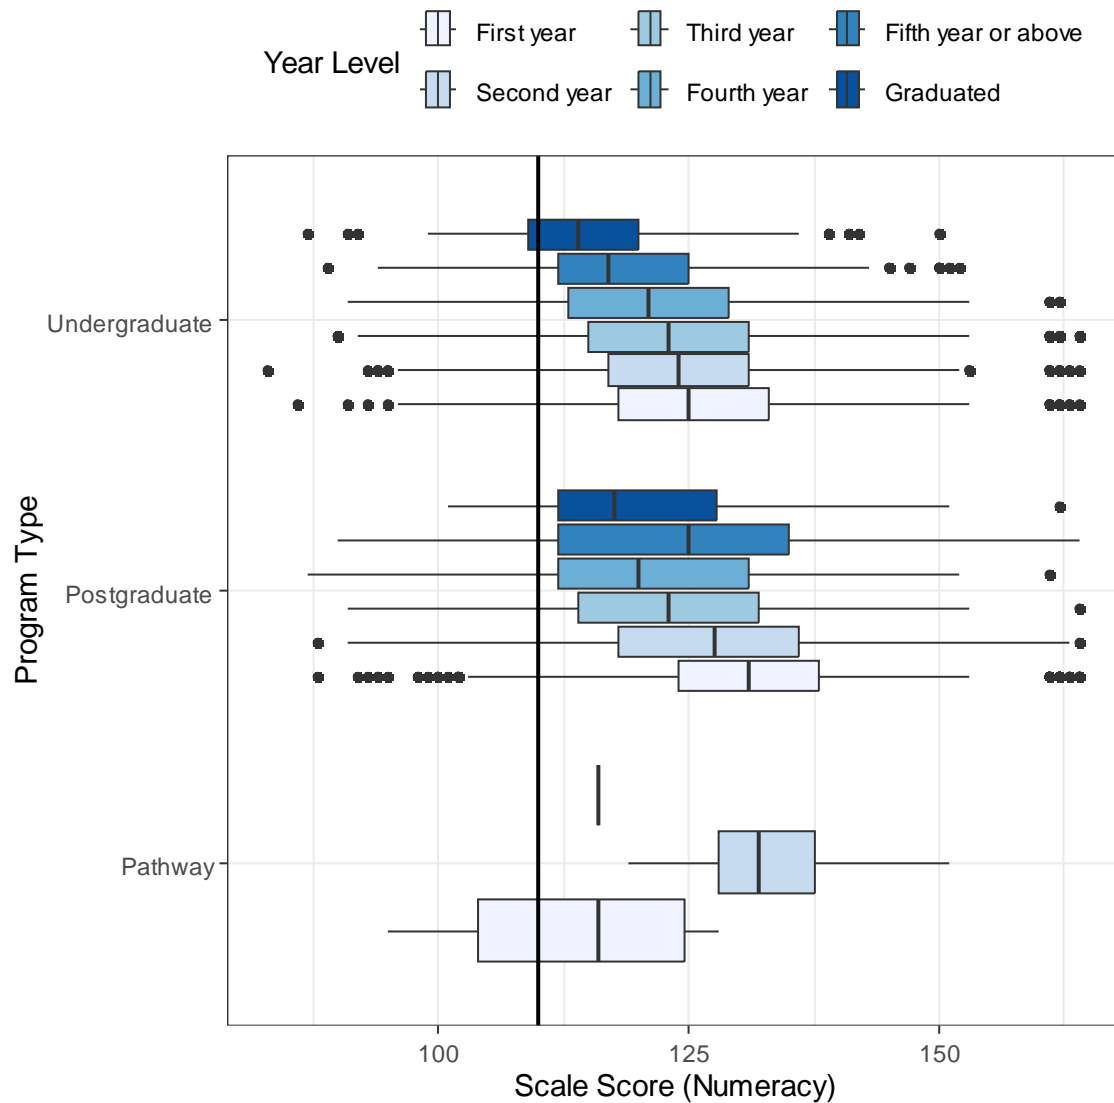 Year Level
First year
Third year
Fifth year or above
Second year
Fourth year
Graduated
Program Type
Undergraduate
Postgraduate
Pathway
100
125
150
Scale Score (Numeracy)